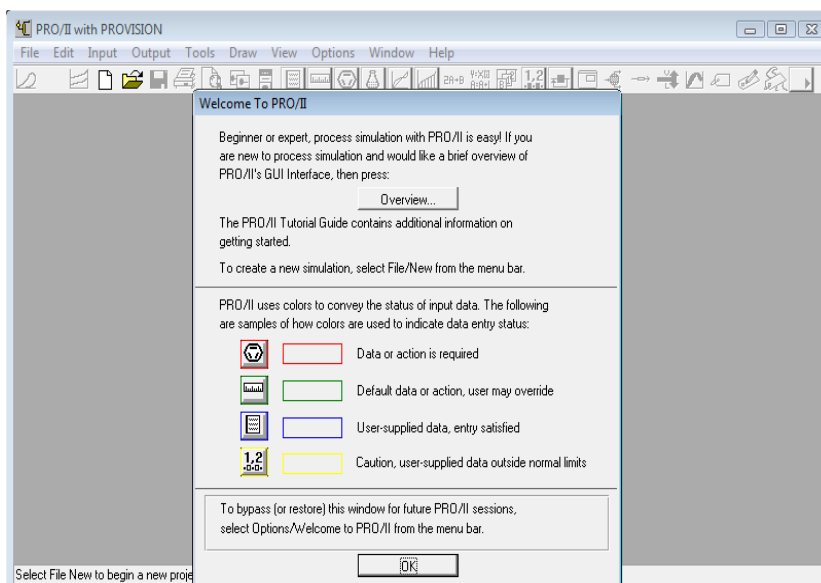 PRO/II with PROVISION
File Edit Input Output Tools Draw View Options Window Help
Welcome To PRO/II
Beginner or expert, process simulation with PRO/II is easy! If you
are new to process simulation and would like a brief overview of
PRO/II's GUI Interface, then press:
Overview...
The PRO/II Tutorial Guide contains additional information on
getting started.
To create a new simulation, select File/New from the menu bar.
PRO/II uses colors to convey the status of input data. The following
are samples of how colors are used to indicate data entry status:
Data or action is required
Default data or action, user may override
User-supplied data, entry satisfied
1,2
Caution, user-supplied data outside normal limits
To bypass (or restore) this window for future PRO/II sessions,
select Options/Welcome to PRO/II from the menu bar.
OK
Select File New to begin a new proje